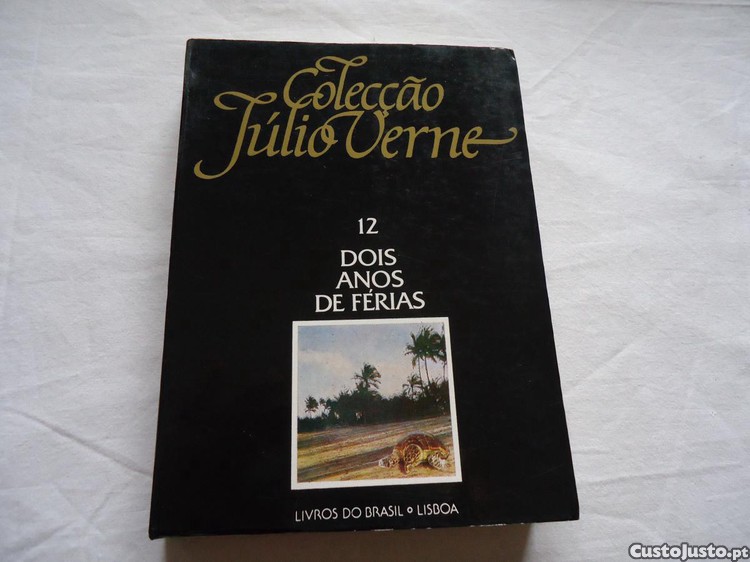 Colecção
Júlio Verne
12
DOIS
ANOS
DE FÉRIAS
LIVROS DO BRASIL • LISBOA
CustoJusto.pt